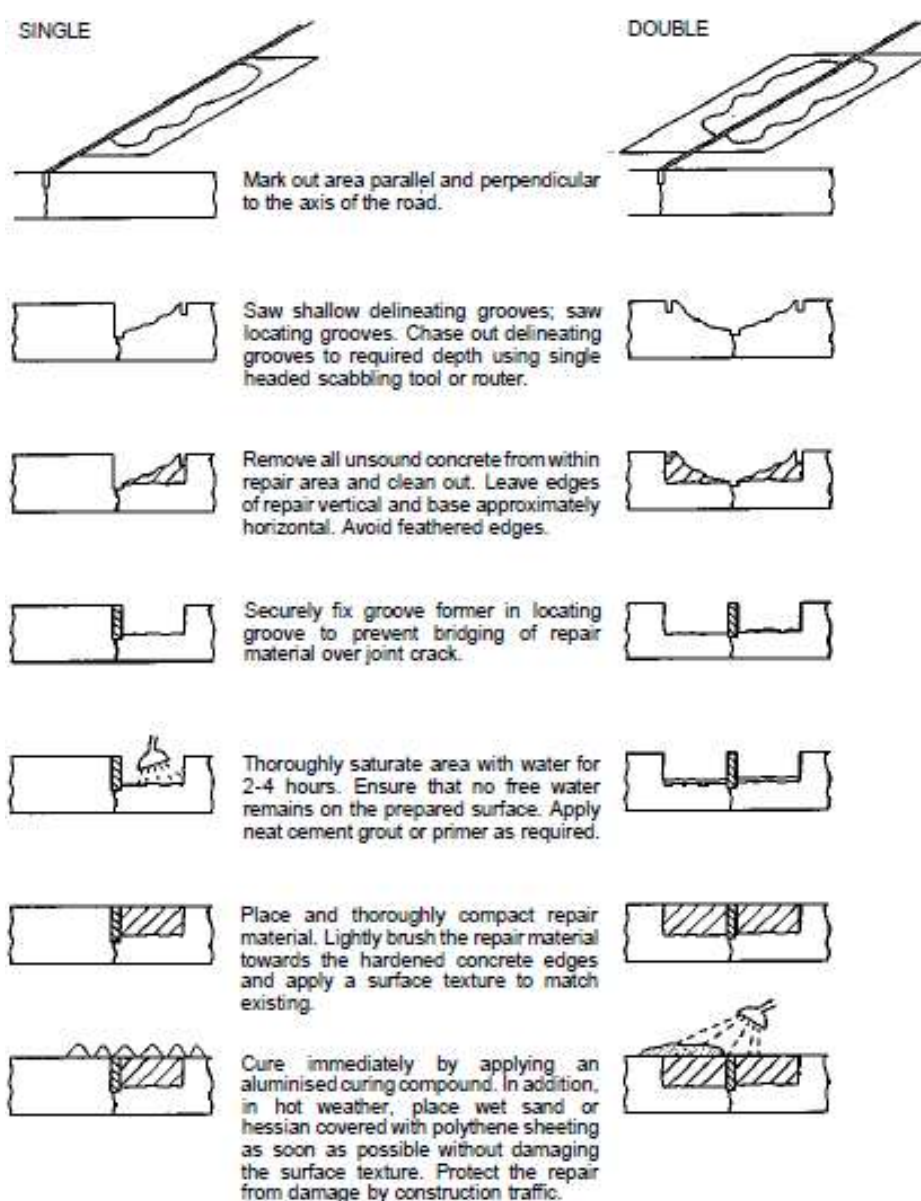 SINGLE
DOUBLE
Mark out area parallel and perpendicular
to the axis of the road.
Saw shallow delineating grooves; saw
locating grooves. Chase out delineating
grooves to required depth using single
headed scabbling tool or router.
Remove all unsound concrete from within
repair area and clean out. Leave edges
of repair vertical and base approximately
horizontal. Avoid feathered edges.
Securely fix groove former in locating
groove to prevent bridging of repair
material over joint crack.
Thoroughly saturate area with water for
2-4 hours. Ensure that no free water
remains on the prepared surface. Apply
neat cement grout or primer as required.
Place and thoroughly compact repair
material. Lightly brush the repair material
towards the hardened concrete edges
and apply a surface texture to match
existing.
Cure immediately by applying an
aluminised curing compound. In addition,
in hot weather, place wet sand or
hessian covered with polythene sheeting
as soon as possible without damaging
the surface texture. Protect the repair
from damage by construction traffic.